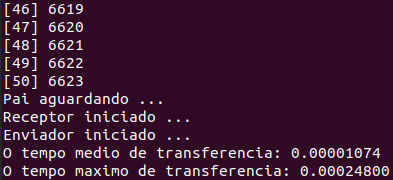 [46] 6619
[47] 6620
[48] 6621
[49] 6622
[50] 6623
Pai aguardando ...
Receptor iniciado ...
Enviador iniciado ...
O tempo medio de transferencia: 0.00001074
O tempo maximo de transferencia: 0.00024800